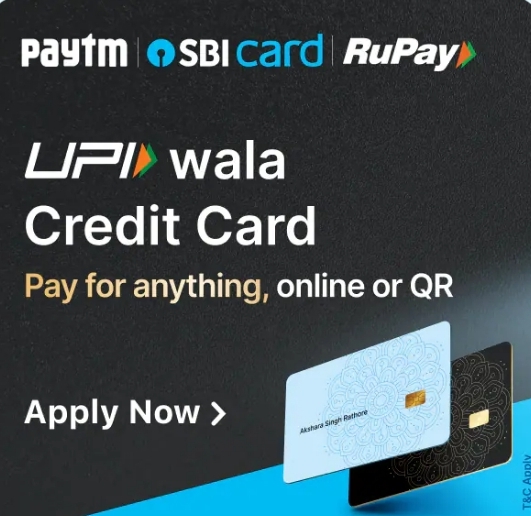 paytm SBI card RuPay
UPI wala
Credit Card
Pay for anything, online or QR
Apply Now
Akshara Singh Rathore
T&C Apply